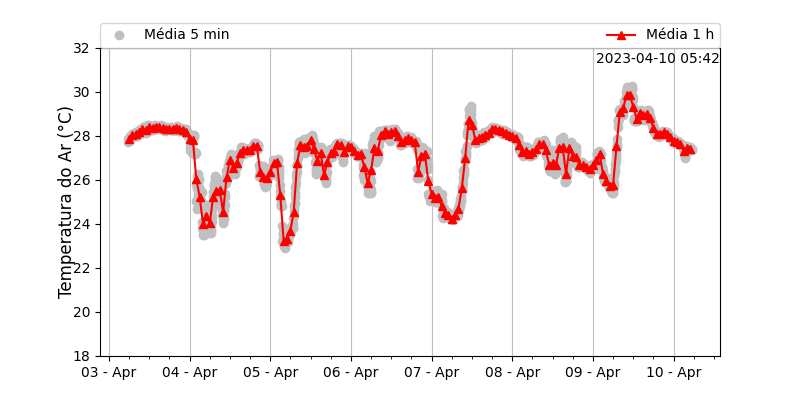 Média 5 min
Média 1 h
2023-04-10 05:42
Temperatura do Ar (°C)
32
30
28
26
24
22
20
18
03 - Apr
04 - Apr
05 - Apr
06 - Apr
07 - Apr
08 - Apr
09 - Apr
10 - Apr